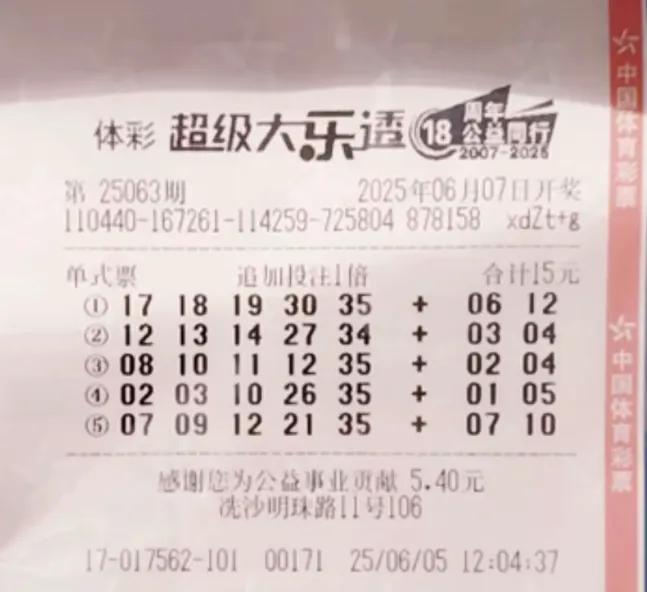 体彩 超级大乐透 18 周年 公益同行 2007-2025
第 25063期 2025年06月07日开奖
110440-167261-114259-725804 878158 xdZt+g
单式票 追加投注1倍 合计15元
① 17 18 19 30 35 + 06 12
② 12 13 14 27 34 + 03 04
③ 08 10 11 12 35 + 02 04
④ 02 03 10 26 35 + 01 05
⑤ 07 09 12 21 35 + 07 10
感谢您为公益事业贡献 5.40元
冼沙明珠路11号106
17-017562-101 00171 25/06/05 12:04:37
中国体育彩票
中国体育彩票